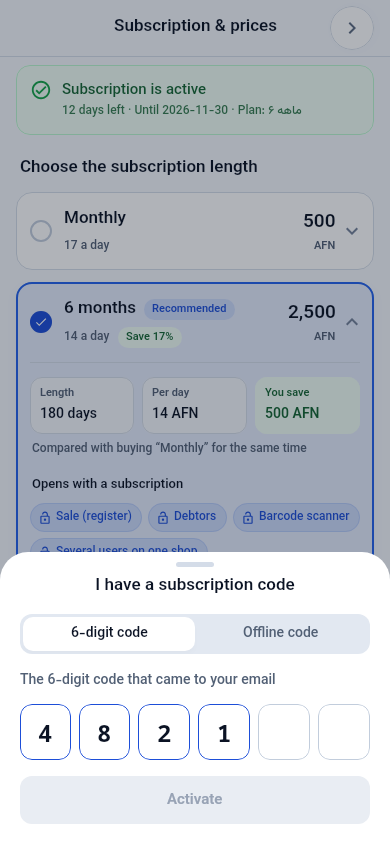 Subscription & prices
Subscription is active
12 days left · Until 2026-11-30 · Plan: ۶ ماهه
Choose the subscription length
Monthly
500
17 a day
AFN
6 months
Recommended
2,500
14 a day
Save 17%
AFN
Length
Per day
You save
180 days
14 AFN
500 AFN
Compared with buying “Monthly” for the same time
Opens with a subscription
Sale (register)
Debtors
Barcode scanner
Several users on one shop
I have a subscription code
6-digit code
Offline code
The 6-digit code that came to your email
4 8 2 1
Activate